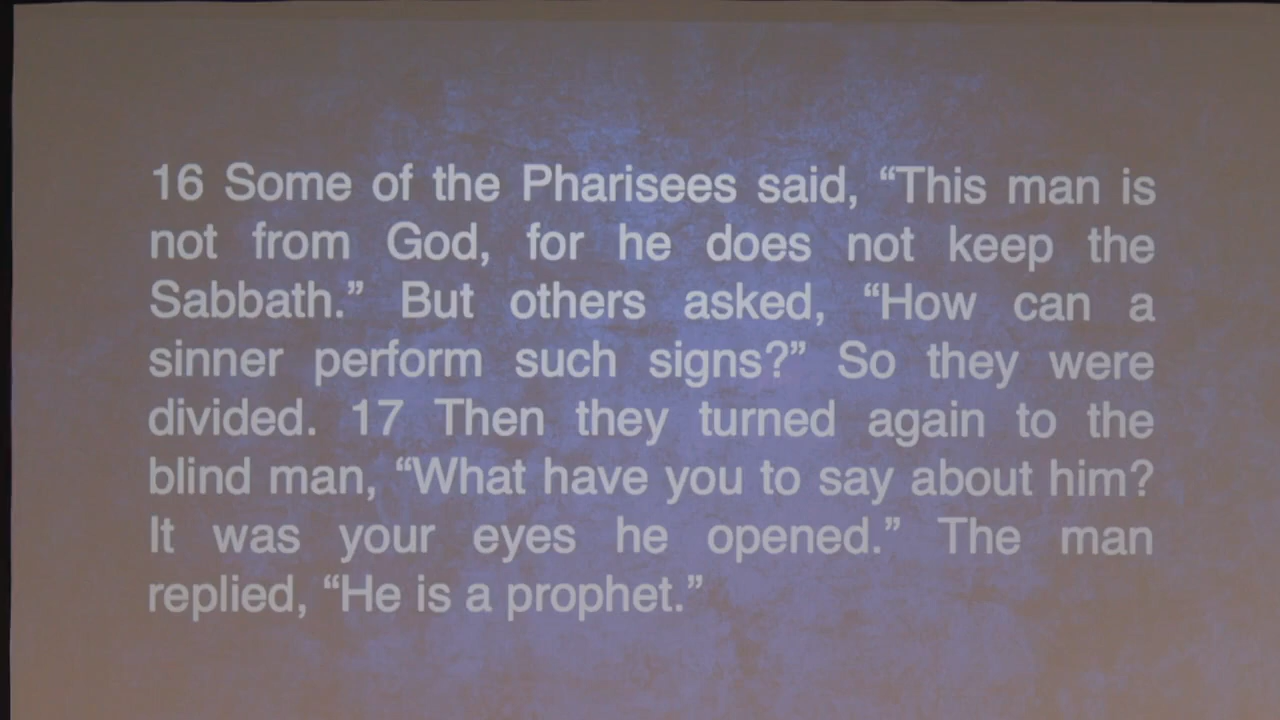 16 Some of the Pharisees said, “This man is
not from God, for he does not keep the
Sabbath.” But others asked, “How can a
sinner perform such signs?” So they were
divided. 17 Then they turned again to the
blind man, “What have you to say about him?
It was your eyes he opened.” The man
replied, “He is a prophet.”